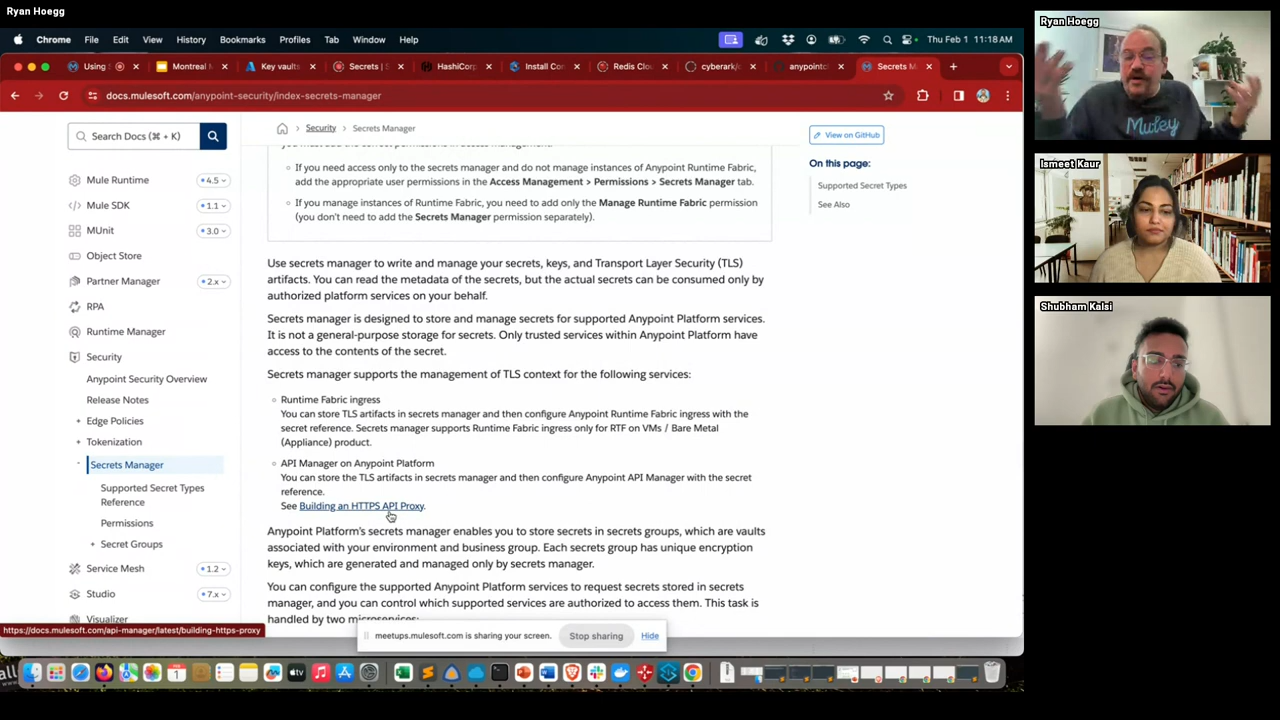 Ryan Hoegg
Chrome File Edit View History Bookmarks Profiles Tab Window Help
Thu Feb 1 11:18 AM
Using S
Montreal M
Key vaults
Secrets | S
HashiCorp
Install Con
Redis Clou
cyberark/c
anypointc
Secrets M
docs.mulesoft.com/anypoint-security/index-secrets-manager
Search Docs (⌘ + K)
Mule Runtime 4.5
Mule SDK 1.1
MUnit 3.0
Object Store
Partner Manager 2.x
RPA
Runtime Manager
Security
Anypoint Security Overview
Release Notes
Edge Policies
Tokenization
Secrets Manager
Supported Secret Types
Reference
Permissions
Secret Groups
Service Mesh 1.2
Studio 7.x
Visualizer
https://docs.mulesoft.com/api-manager/latest/building-https-proxy
Security > Secrets Manager
If you need access only to the secrets manager and do not manage instances of Anypoint Runtime Fabric,
add the appropriate user permissions in the Access Management > Permissions > Secrets Manager tab.
If you manage instances of Runtime Fabric, you need to add only the Manage Runtime Fabric permission
(you don't need to add the Secrets Manager permission separately).
Use secrets manager to write and manage your secrets, keys, and Transport Layer Security (TLS)
artifacts. You can read the metadata of the secrets, but the actual secrets can be consumed only by
authorized platform services on your behalf.
Secrets manager is designed to store and manage secrets for supported Anypoint Platform services.
It is not a general-purpose storage for secrets. Only trusted services within Anypoint Platform have
access to the contents of the secret.
Secrets manager supports the management of TLS context for the following services:
Runtime Fabric ingress
You can store TLS artifacts in secrets manager and then configure Anypoint Runtime Fabric ingress with the
secret reference. Secrets manager supports Runtime Fabric ingress only for RTF on VMs / Bare Metal
(Appliance) product.
API Manager on Anypoint Platform
You can store the TLS artifacts in secrets manager and then configure Anypoint API Manager with the secret
reference.
See Building an HTTPS API Proxy.
Anypoint Platform's secrets manager enables you to store secrets in secrets groups, which are vaults
associated with your environment and business group. Each secrets group has unique encryption
keys, which are generated and managed only by secrets manager.
You can configure the supported Anypoint Platform services to request secrets stored in secrets
manager, and you can control which supported services are authorized to access them. This task is
handled by two microservices:
meetups.mulesoft.com is sharing your screen. Stop sharing Hide
View on GitHub
On this page:
Supported Secret Types
See Also
Ryan Hoegg
Muley
Ismeet Kaur
Shubham Kalsi